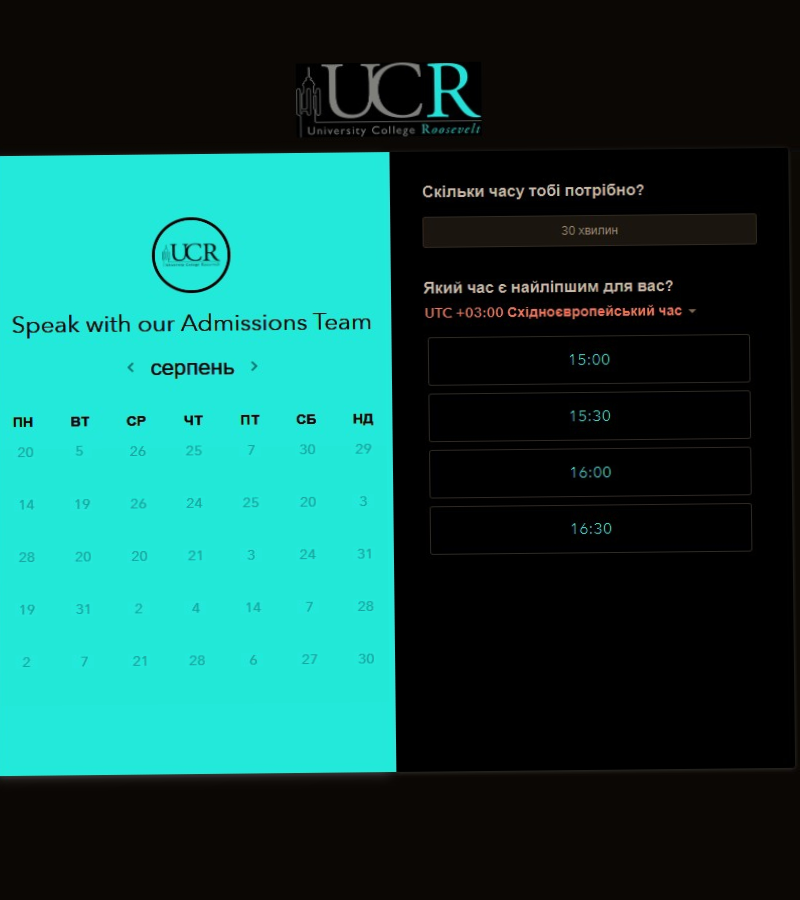 UCR
University College Roosevelt
UCR
Speak with our Admissions Team
серпень
ПН ВТ СР ЧТ ПТ СБ НД
20 5 26 25 7 30 29
14 19 26 24 25 20 3
28 20 20 21 3 24 31
19 31 2 4 14 7 28
2 7 21 28 6 27 30
Скільки часу тобі потрібно?
30 хвилин
Який час є найліпшим для вас?
UTC +03:00 Східноєвропейський час
15:00
15:30
16:00
16:30